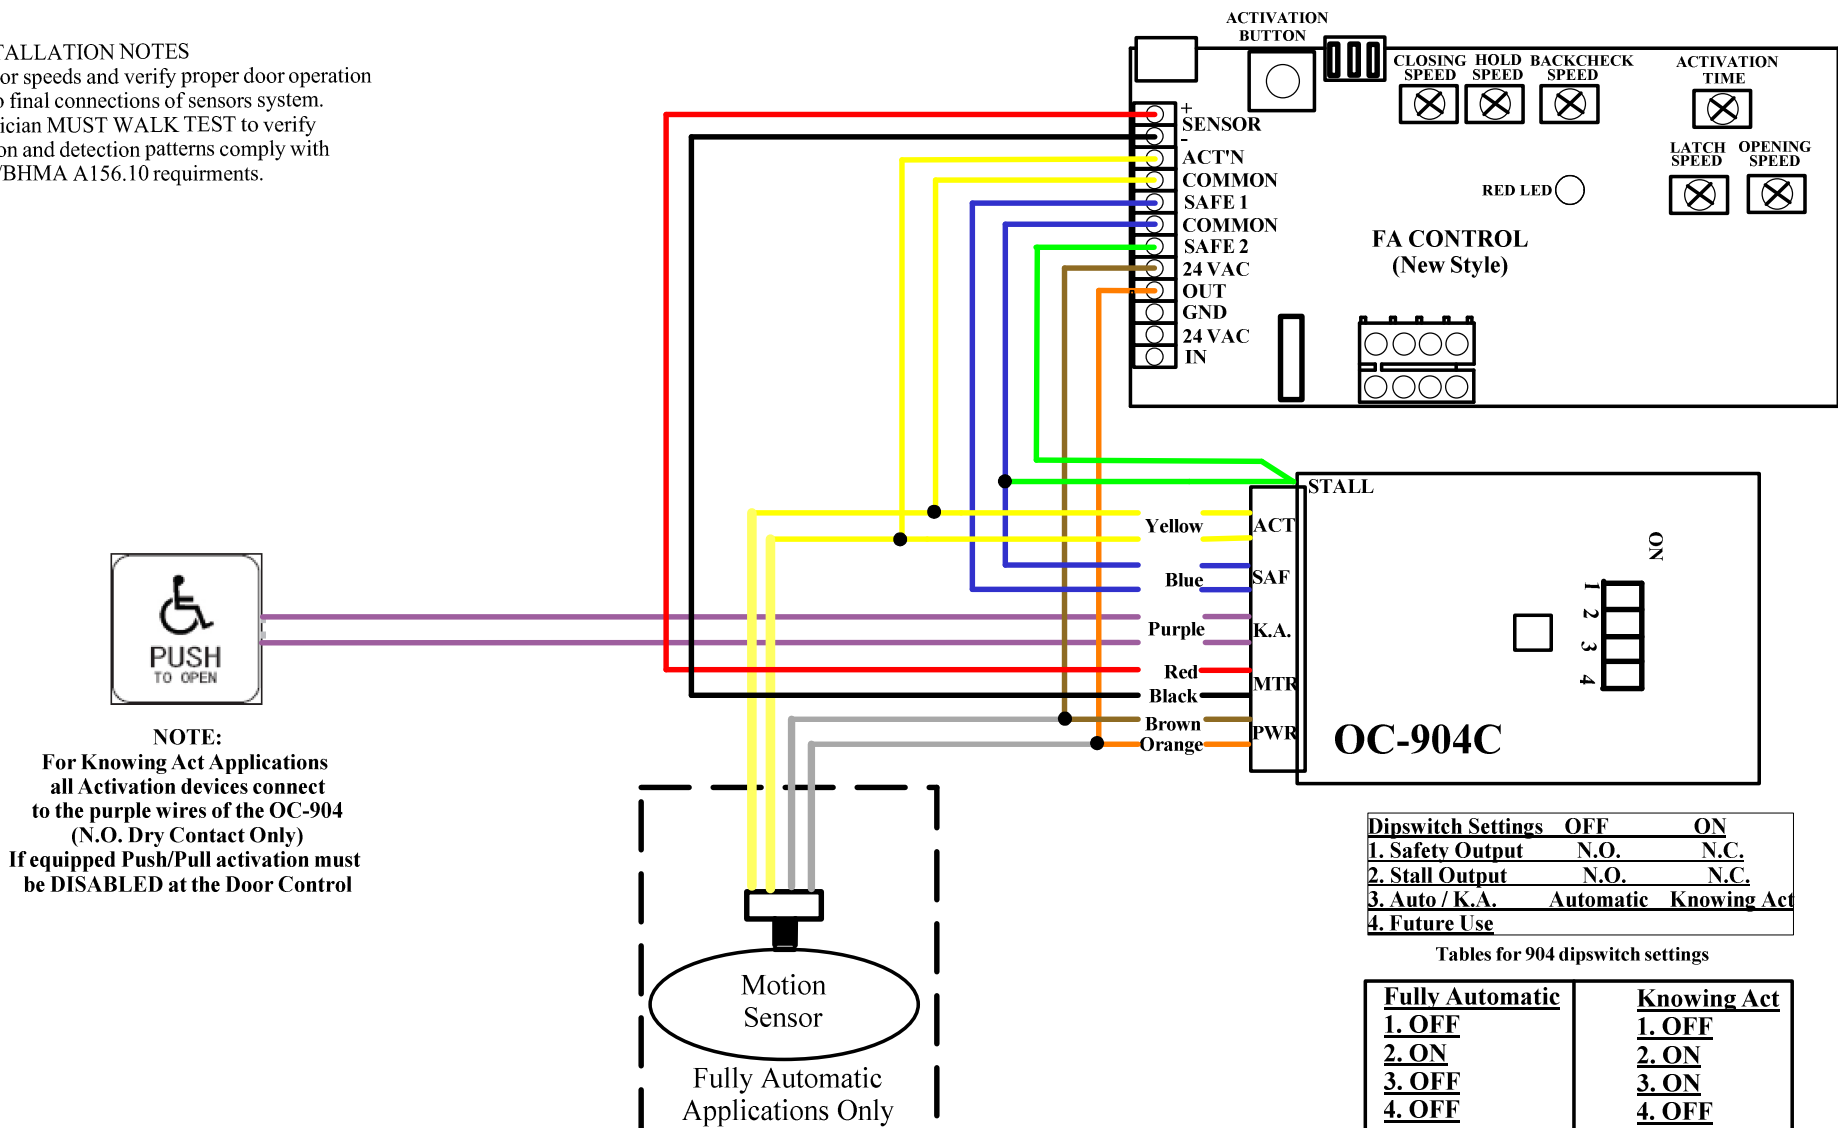 TALLATION NOTES
or speeds and verify proper door operation
o final connections of sensors system.
ician MUST WALK TEST to verify
on and detection patterns comply with
/BHMA A156.10 requirments.
ACTIVATION
BUTTON
CLOSING
SPEED
HOLD
SPEED
BACKCHECK
SPEED
ACTIVATION
TIME
LATCH
SPEED
OPENING
SPEED
RED LED
FA CONTROL
(New Style)
+
SENSOR
-
ACT'N
COMMON
SAFE 1
COMMON
SAFE 2
24 VAC
OUT
GND
24 VAC
IN
STALL
Yellow
ACT
Blue
SAF
Purple
K.A.
Red
MTR
Black
Brown
PWR
Orange
ON
1
2
3
4
OC-904C
PUSH
TO OPEN
NOTE:
For Knowing Act Applications
all Activation devices connect
to the purple wires of the OC-904
(N.O. Dry Contact Only)
If equipped Push/Pull activation must
be DISABLED at the Door Control
Motion
Sensor
Fully Automatic
Applications Only
Dipswitch Settings OFF ON
1. Safety Output N.O. N.C.
2. Stall Output N.O. N.C.
3. Auto / K.A. Automatic Knowing Act
4. Future Use
Tables for 904 dipswitch settings
Fully Automatic
1. OFF
2. ON
3. OFF
4. OFF
Knowing Act
1. OFF
2. ON
3. ON
4. OFF